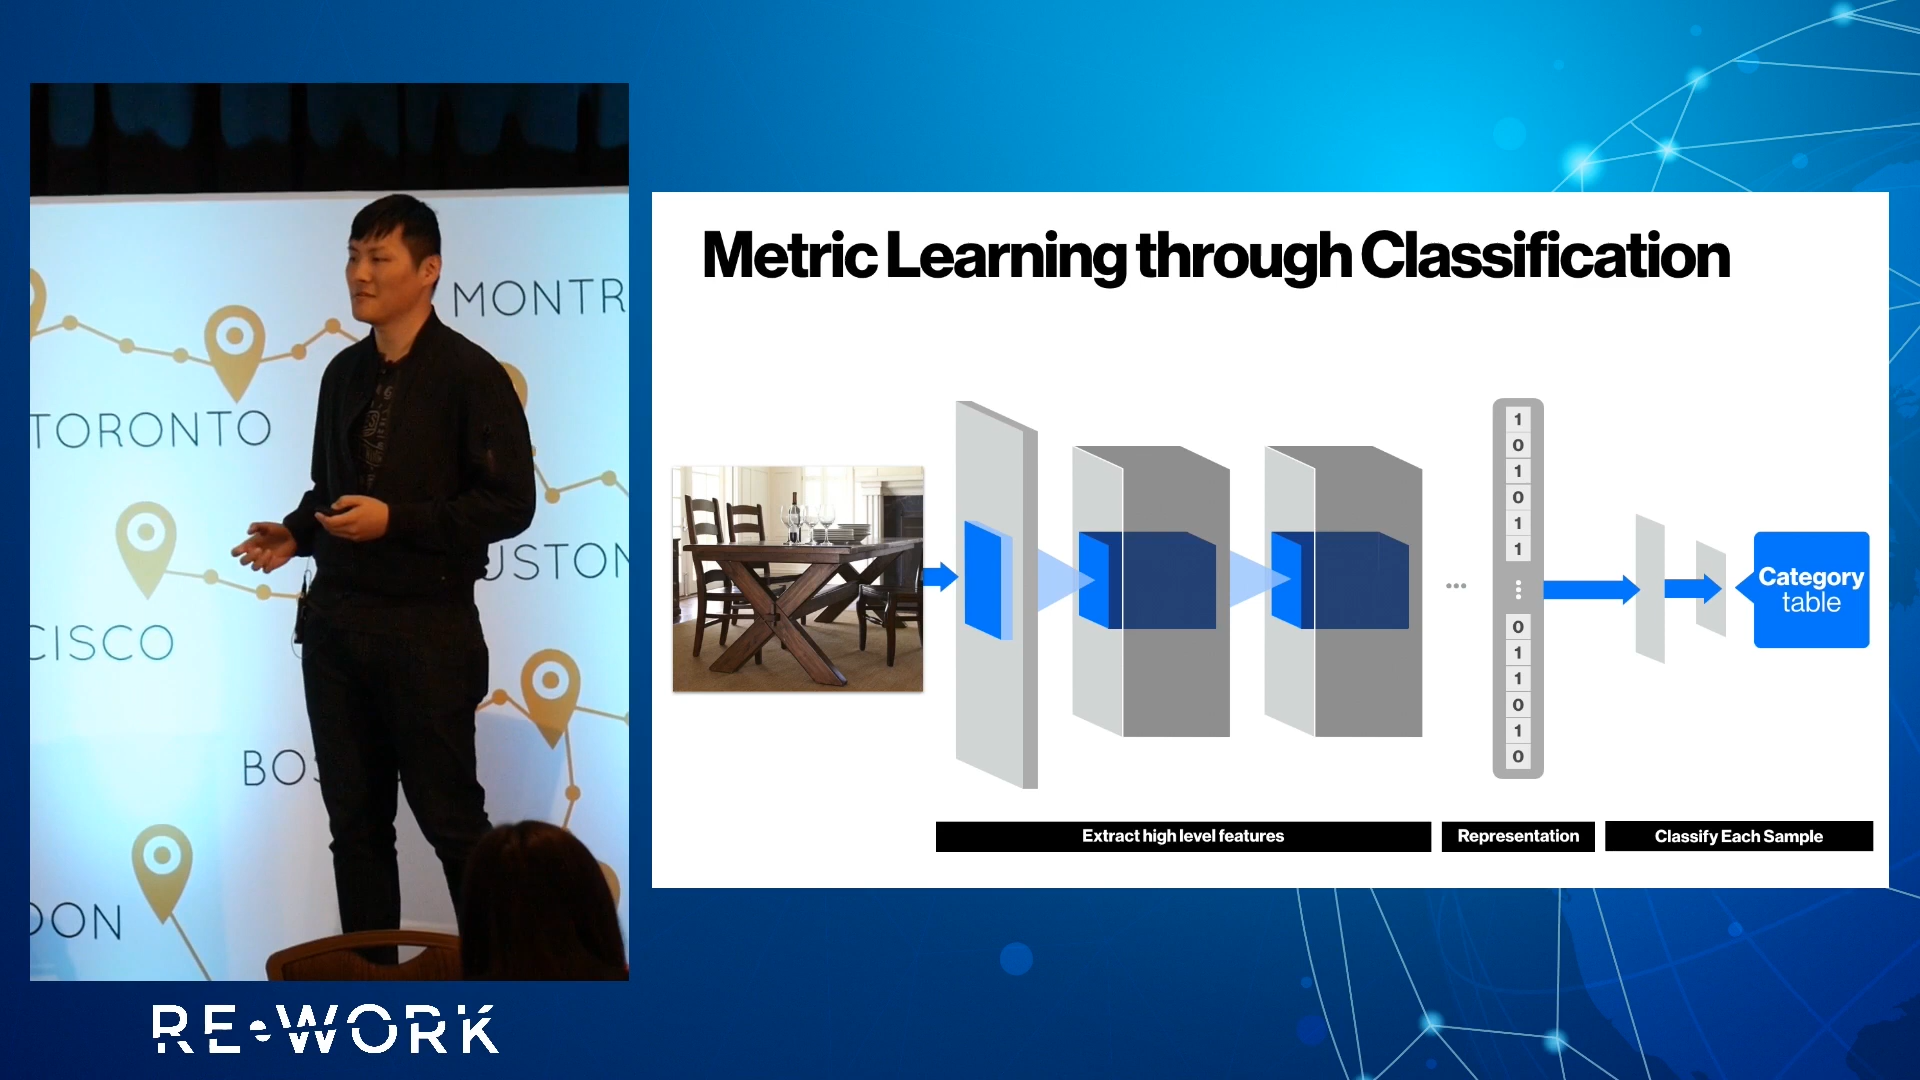 MONTR
TORONTO
USTON
CISCO
BOS
DON
RE•WORK
Metric Learning through Classification
1
0
1
0
1
1
0
1
1
0
1
0
Category
table
Extract high level features
Representation
Classify Each Sample